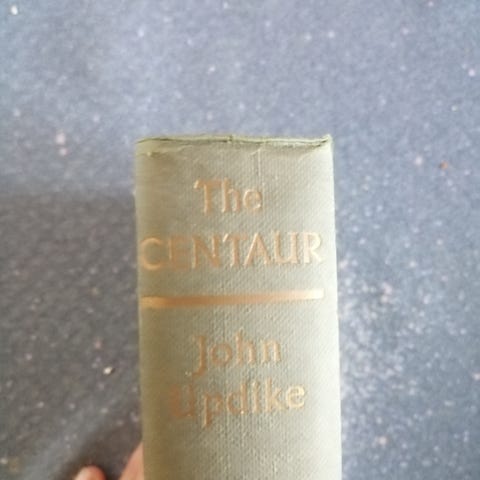 The
CENTAUR
John
Updike